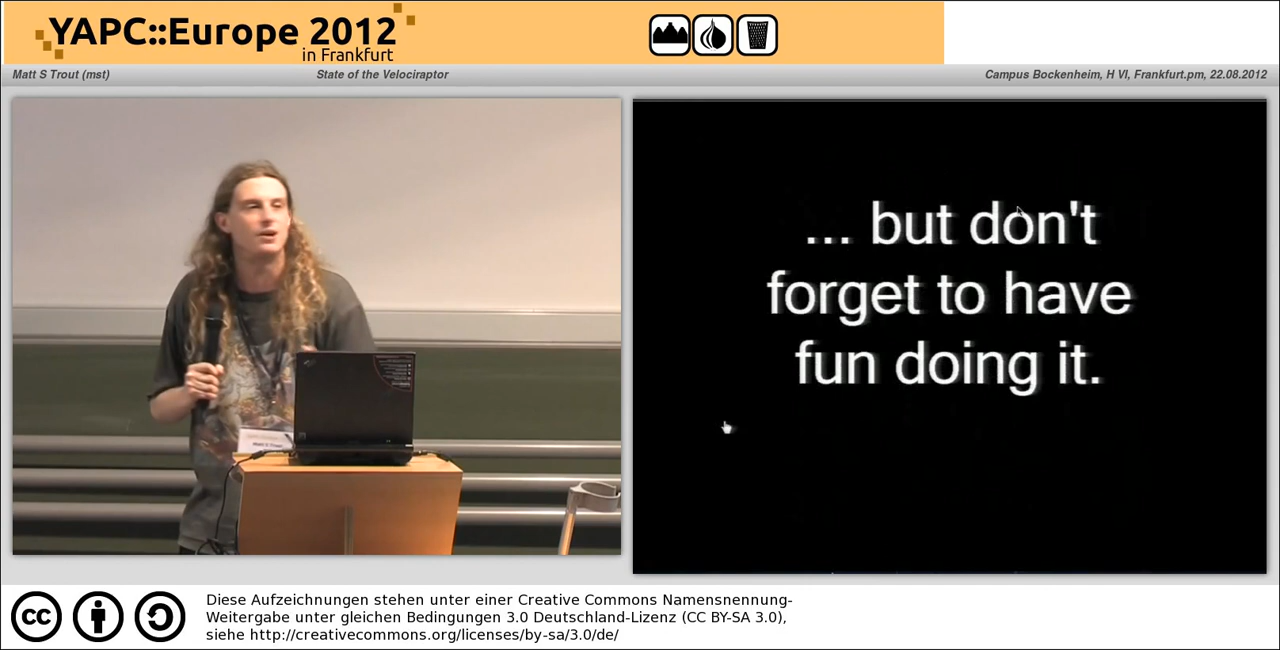 YAPC::Europe 2012
in Frankfurt
Matt S Trout (mst)
State of the Velociraptor
Campus Bockenheim, H VI, Frankfurt.pm, 22.08.2012
... but don't
forget to have
fun doing it.
Matt S Trout
cc
Diese Aufzeichnungen stehen unter einer Creative Commons Namensnennung-
Weitergabe unter gleichen Bedingungen 3.0 Deutschland-Lizenz (CC BY-SA 3.0),
siehe http://creativecommons.org/licenses/by-sa/3.0/de/